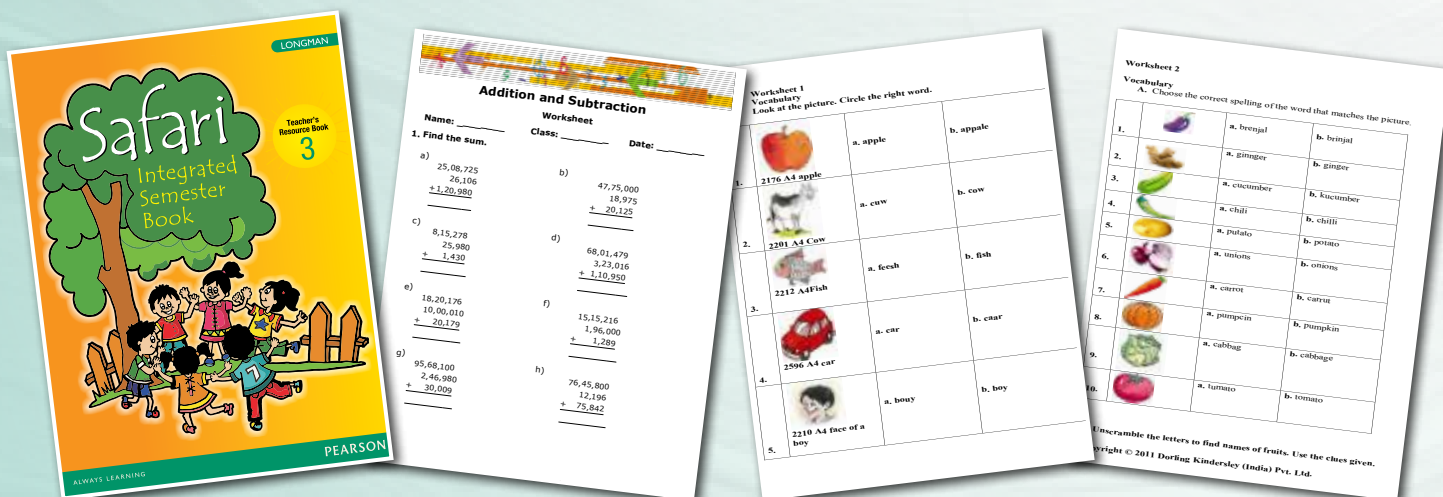 LONGMAN
Safari
Integrated
Semester
Book
Teacher's
Resource Book
3
7
PEARSON
ALWAYS LEARNING
Addition and Subtraction
Worksheet
Name: _________ Class: _________ Date: _________
1. Find the sum.
a)
25,08,725
26,106
+1,20,980
b)
47,75,000
18,975
+ 20,125
c)
8,15,278
25,980
+ 1,430
d)
68,01,479
3,23,016
+ 1,10,950
e)
18,20,176
10,00,010
+ 20,179
f)
15,15,216
1,96,000
+ 1,289
g)
95,68,100
2,46,980
+ 30,009
h)
76,45,800
12,196
+ 75,842
Worksheet 1
Vocabulary
Look at the picture. Circle the right word.
1. 2176 A4 apple a. apple b. appale
2. 2201 A4 Cow a. cuw b. cow
3. 2212 A4Fish a. feesh b. fish
4. 2596 A4 car a. car b. caar
5. 2210 A4 face of a
boy a. bouy b. boy
Worksheet 2
Vocabulary
A. Choose the correct spelling of the word that matches the picture.
1. a. brenjal b. brinjal
2. a. ginnger b. ginger
3. a. cucumber b. kucumber
4. a. chili b. chilli
5. a. putato b. potato
6. a. unions b. onions
7. a. carrot b. carrut
8. a. pumpcin b. pumpkin
9. a. cabbag b. cabbage
10. a. tumato b. tomato
Unscramble the letters to find names of fruits. Use the clues given.
yright © 2011 Dorling Kindersley (India) Pvt. Ltd.